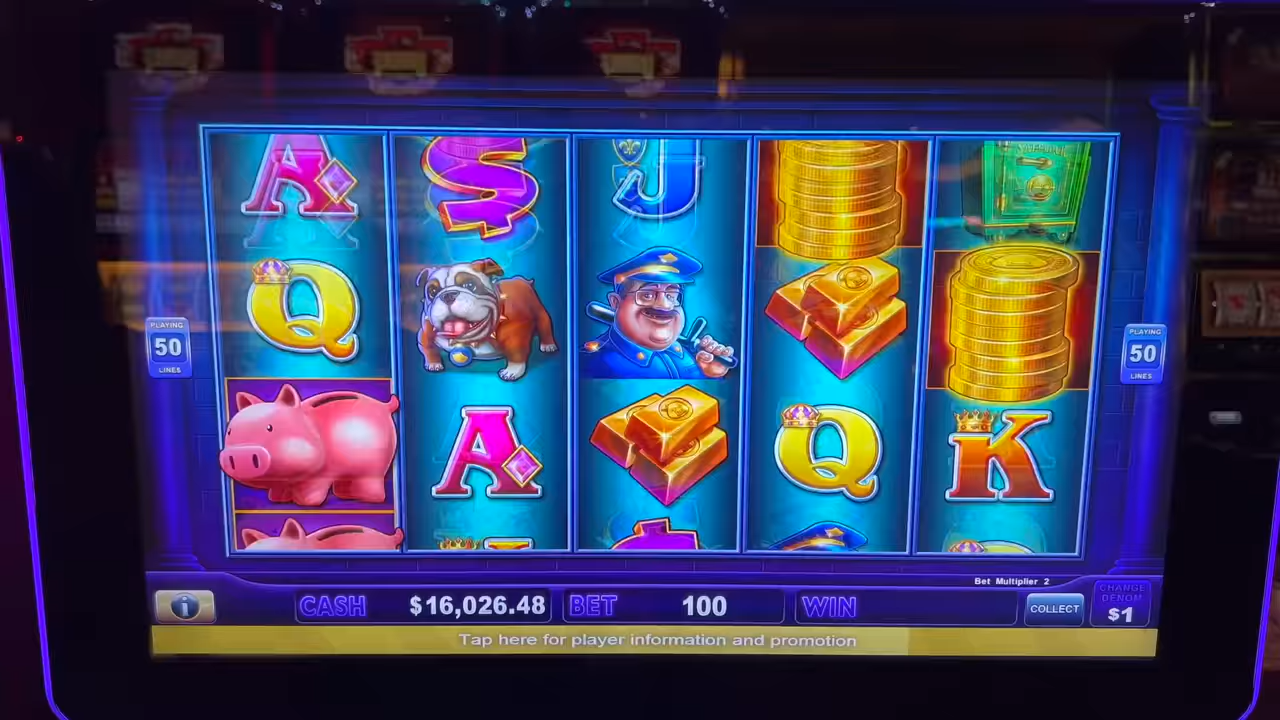 A
$
J
Q
A
Q
K
PLAYING
50
LINES
PLAYING
50
LINES
Bet Multiplier 2
CASH
$16,026.48
BET
100
WIN
COLLECT
CHANGE
DENOM
$1
Tap here for player information and promotion